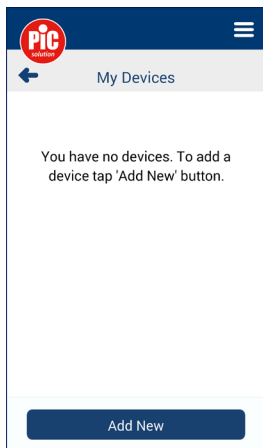 PiC
solution
My Devices
You have no devices. To add a
device tap 'Add New' button.
Add New